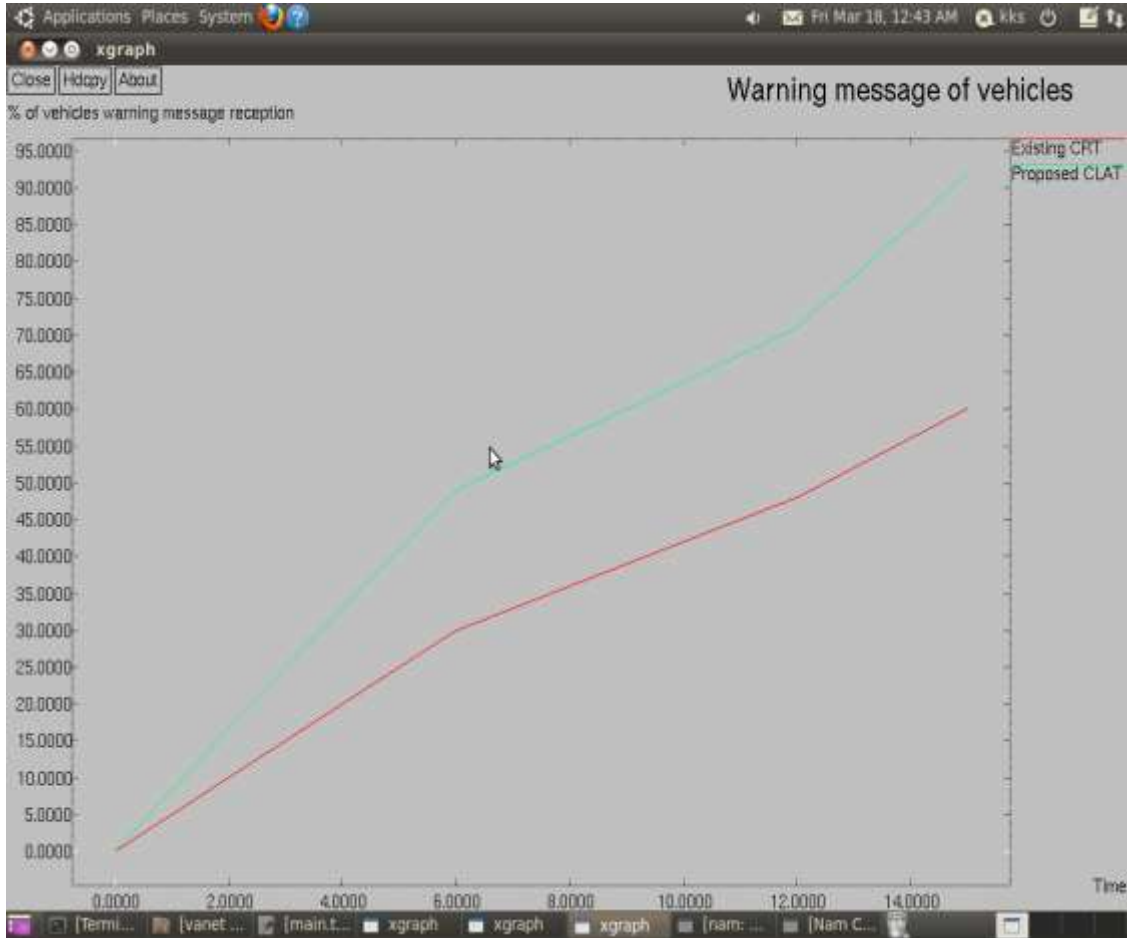 Applications Places System
Fri Mar 18, 12:43 AM kks
xgraph
Close Hdcpy About
Warning message of vehicles
% of vehicles warning message reception
Existing CRT
Proposed CLAT
95.0000
90.0000
85.0000
80.0000
75.0000
70.0000
65.0000
60.0000
55.0000
50.0000
45.0000
40.0000
35.0000
30.0000
25.0000
20.0000
15.0000
10.0000
5.0000
0.0000
Time
0.0000 2.0000 4.0000 6.0000 8.0000 10.0000 12.0000 14.0000
[Termi... [vanet ... [main.t... xgraph xgraph xgraph [nam: ... [Nam C...